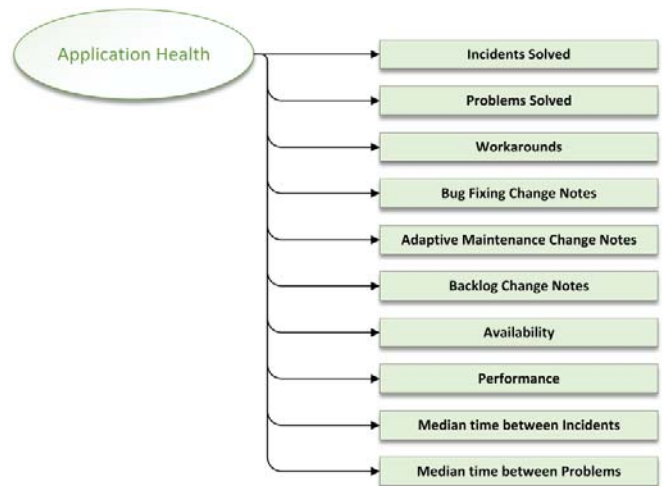 Application Health
Incidents Solved
Problems Solved
Workarounds
Bug Fixing Change Notes
Adaptive Maintenance Change Notes
Backlog Change Notes
Availability
Performance
Median time between Incidents
Median time between Problems